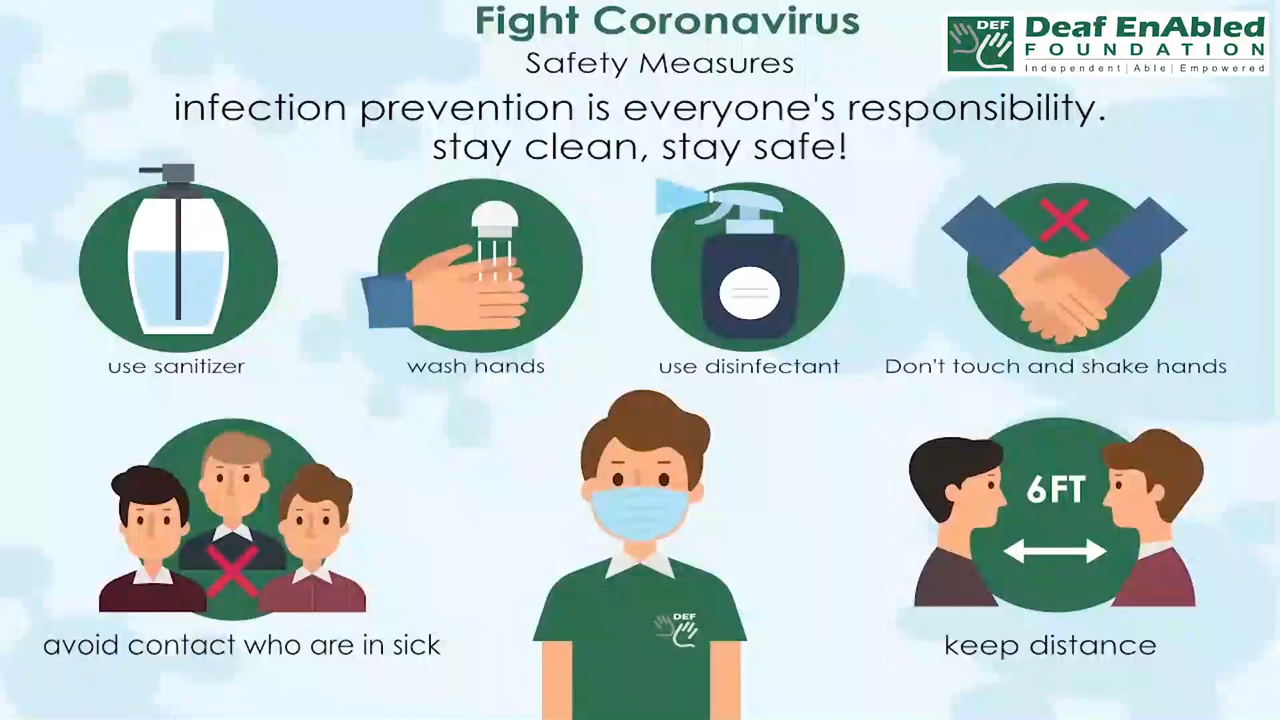 Fight Coronavirus
Safety Measures
DEF
Deaf EnAbled
FOUNDATION
Independent | Able | Empowered
infection prevention is everyone's responsibility.
stay clean, stay safe!
use sanitizer
wash hands
use disinfectant
Don't touch and shake hands
6FT
DEF
avoid contact who are in sick
keep distance